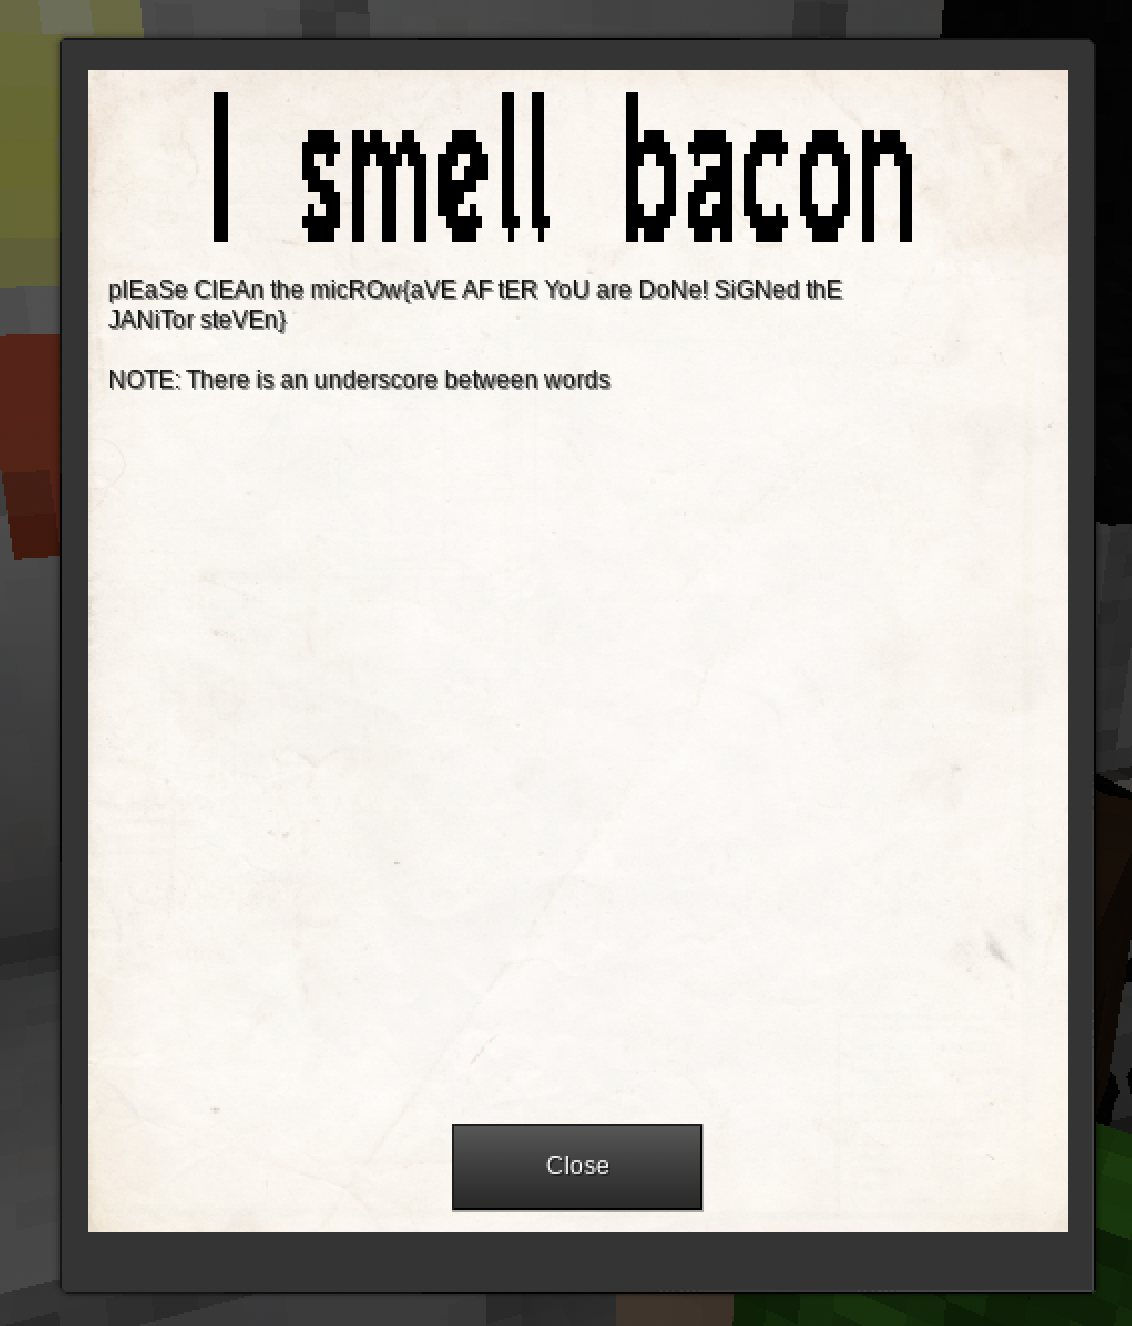 I smell bacon
plEaSe ClEAn the micROw{aVE AF tER YoU are DoNe! SiGNed thE
JANiTor steVEn}
NOTE: There is an underscore between words
Close